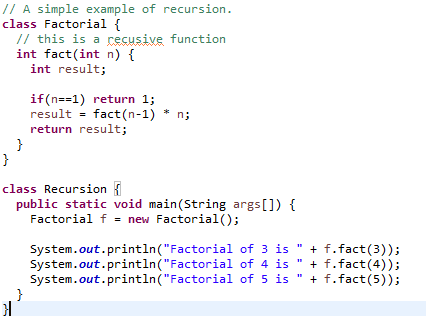 // A simple example of recursion.
class Factorial {
// this is a recusive function
int fact(int n) {
int result;
if(n==1) return 1;
result = fact(n-1) * n;
return result;
}
}
class Recursion {
public static void main(String args[]) {
Factorial f = new Factorial();
System.out.println("Factorial of 3 is " + f.fact(3));
System.out.println("Factorial of 4 is " + f.fact(4));
System.out.println("Factorial of 5 is " + f.fact(5));
}
}